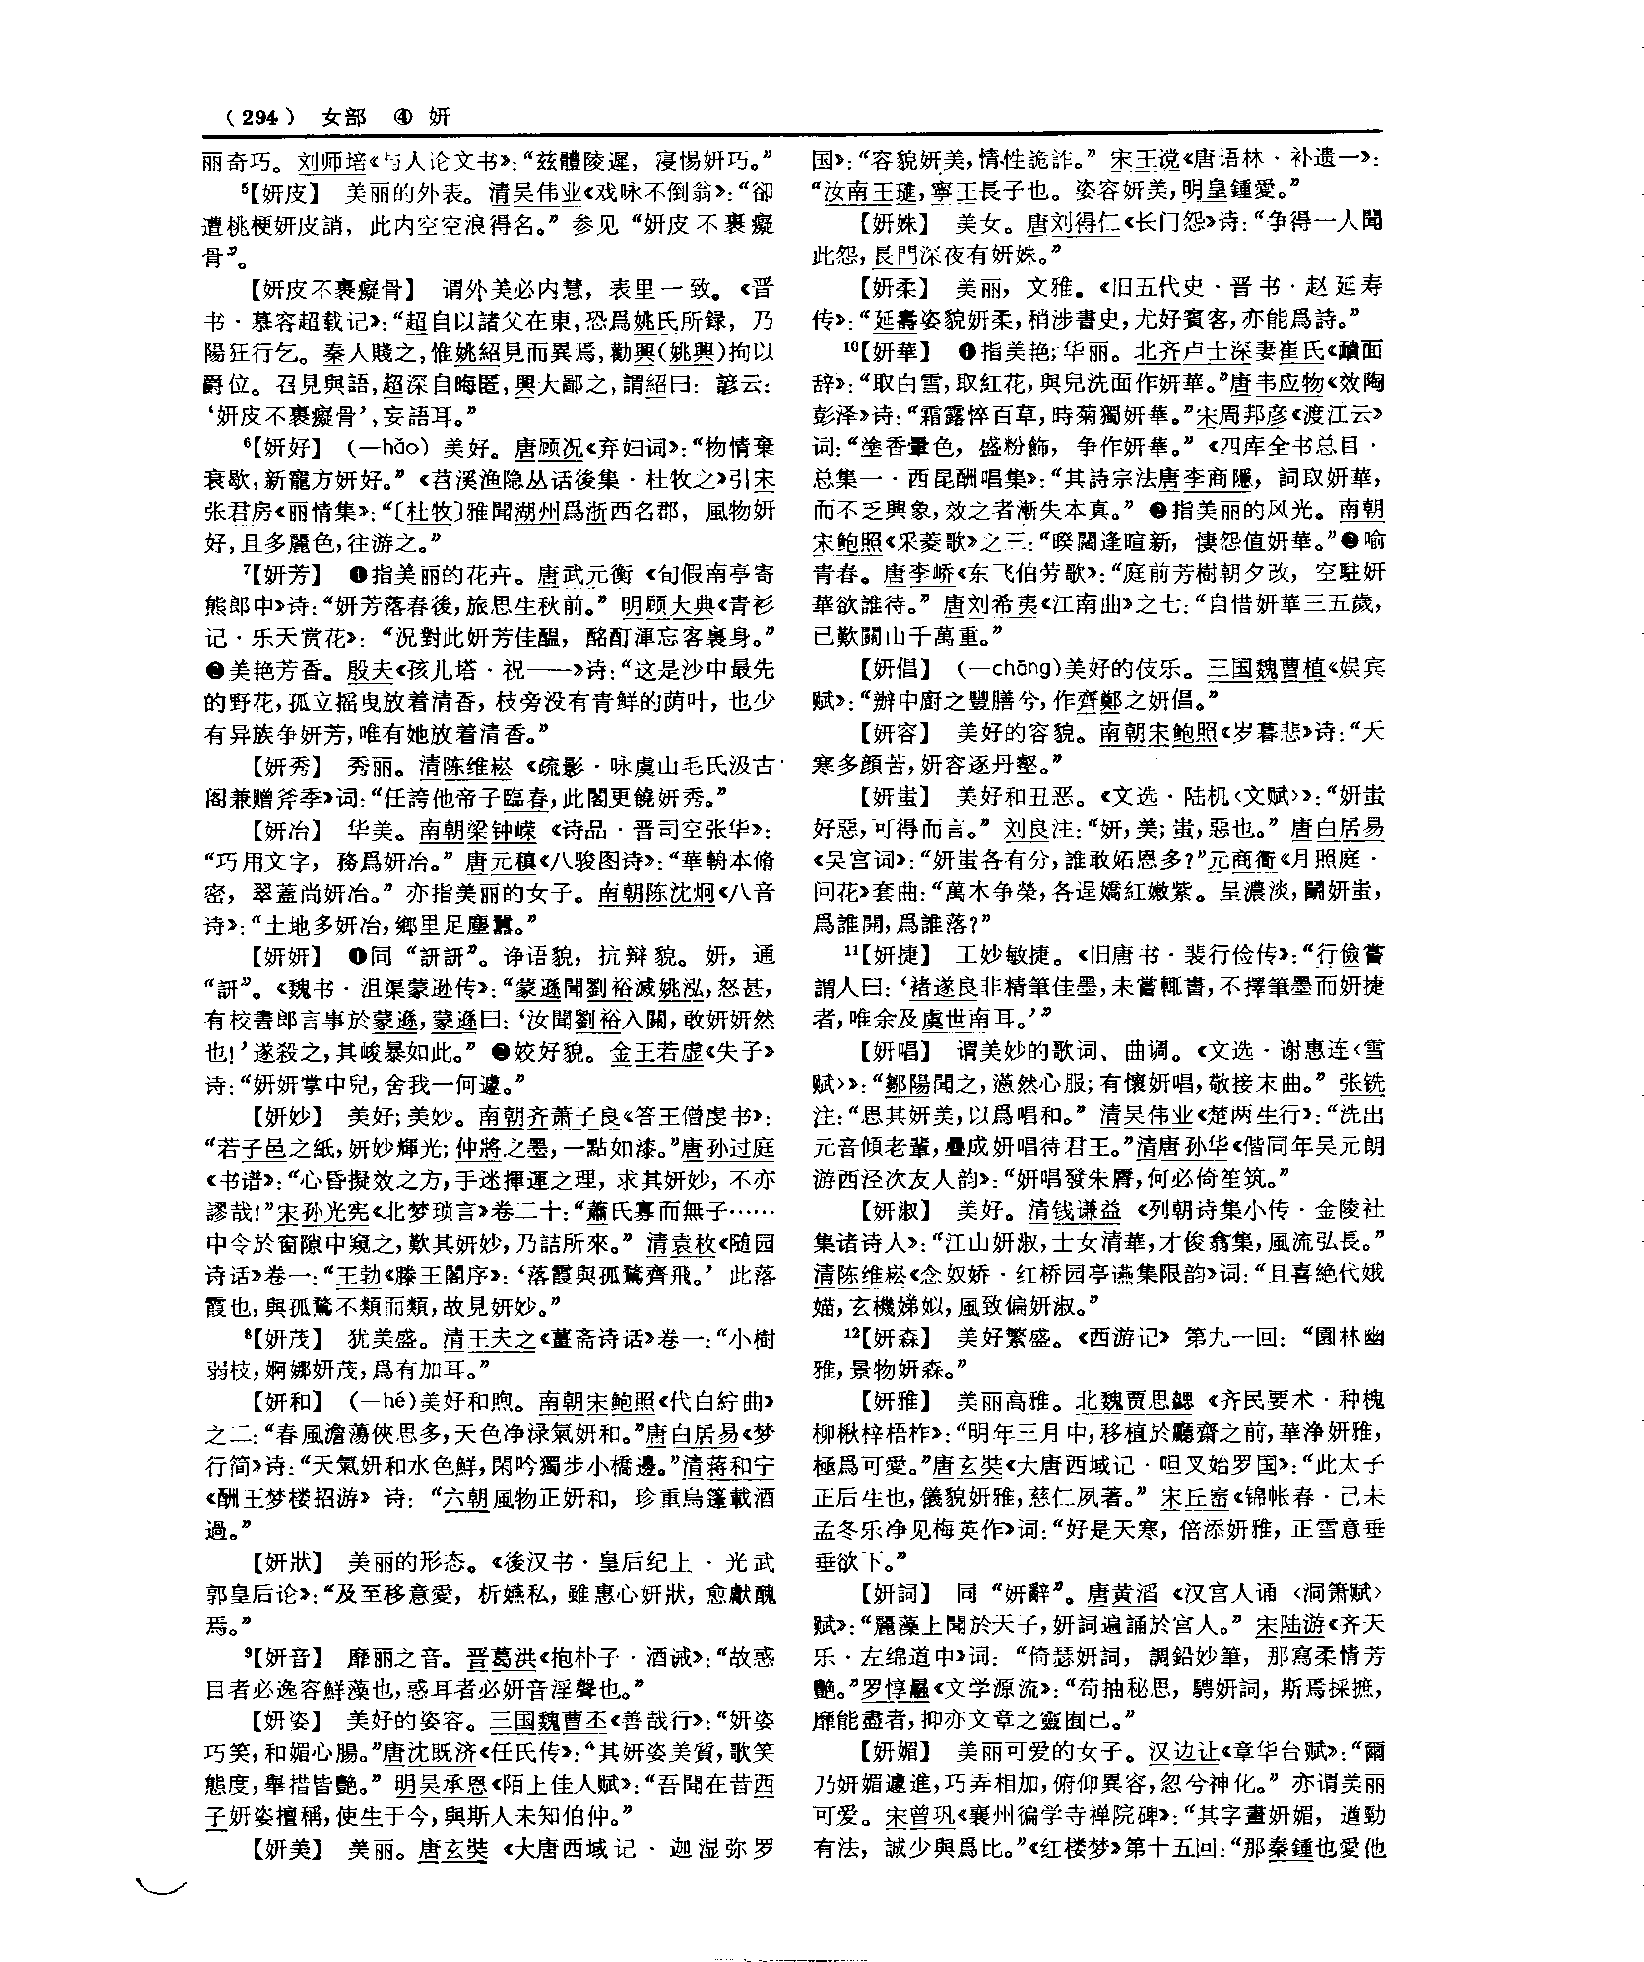 （294） 女部 ④ 妍
丽奇巧。刘师培《与人论文书》：“兹體陵遲，寖惕妍巧。”
⁵【妍皮】 美丽的外表。清吴伟业《戏咏不倒翁》：“卻
遭桃梗妍皮誚，此内空空浪得名。”参见“妍皮不裹癡
骨”。
【妍皮不裹癡骨】 谓外美必内慧，表里一致。《晋
书·慕容超载记》：“超自以諸父在東，恐爲姚氏所録，乃
陽狂行乞。秦人賤之，惟姚紹見而異焉，勸興（姚興）拘以
爵位。召見與語，超深自晦匿，興大鄙之，謂紹曰：諺云：
‘妍皮不裹癡骨’，妄語耳。”
⁶【妍好】 （—hǎo）美好。唐顾况《弃妇词》：“物情棄
衰歇，新寵方妍好。”《苕溪渔隐丛话後集·杜牧之》引宋
张君房《丽情集》：“〔杜牧〕雅聞湖州爲浙西名郡，風物妍
好，且多麗色，往游之。”
⁷【妍芳】 ❶指美丽的花卉。唐武元衡《旬假南亭寄
熊郎中》诗：“妍芳落春後，旅思生秋前。”明顾大典《青衫
记·乐天赏花》：“況對此妍芳佳醖，酩酊渾忘客裏身。”
❷美艳芳香。殷夫《孩儿塔·祝——》诗：“这是沙中最先
的野花，孤立摇曳放着清香，枝旁没有青鲜的荫叶，也少
有异族争妍芳，唯有她放着清香。”
【妍秀】 秀丽。清陈维崧《疏影·咏虞山毛氏汲古
阁兼赠斧季》词：“任誇他帝子臨春，此閣更饒妍秀。”
【妍冶】 华美。南朝梁钟嵘《诗品·晋司空张华》：
“巧用文字，務爲妍冶。”唐元稹《八骏图诗》：“華輈本脩
密，翠蓋尚妍冶。”亦指美丽的女子。南朝陈沈炯《八音
诗》：“土地多妍冶，鄉里足塵囂。”
【妍妍】 ❶同“訮訮”。诤语貌，抗辩貌。妍，通
“訮”。《魏书·沮渠蒙逊传》：“蒙遜聞劉裕滅姚泓，怒甚，
有校書郎言事於蒙遜，蒙遜曰：‘汝聞劉裕入關，敢妍妍然
也！’遂殺之，其峻暴如此。”❷姣好貌。金王若虚《失子》
诗：“妍妍掌中兒，舍我一何遽。”
【妍妙】 美好；美妙。南朝齐萧子良《答王僧虔书》：
“若子邑之紙，妍妙輝光；仲將之墨，一點如漆。”唐孙过庭
《书谱》：“心昏擬效之方，手迷揮運之理，求其妍妙，不亦
謬哉！”宋孙光宪《北梦琐言》卷二十：“蕭氏寡而無子……
中令於窗隙中窺之，歎其妍妙，乃詰所來。”清袁枚《随园
诗话》卷一：“王勃《滕王閣序》：‘落霞與孤鶩齊飛。’此落
霞也，與孤鶩不類而類，故見妍妙。”
⁸【妍茂】 犹美盛。清王夫之《薑斋诗话》卷一：“小樹
弱枝，婀娜妍茂，爲有加耳。”
【妍和】 （—hé）美好和煦。南朝宋鲍照《代白紵曲》
之二：“春風澹蕩俠思多，天色净渌氣妍和。”唐白居易《梦
行简》诗：“天氣妍和水色鮮，閑吟獨步小橋邊。”清蒋和宁
《酬王梦楼招游》诗：“六朝風物正妍和，珍重烏篷載酒
過。”
【妍狀】 美丽的形态。《後汉书·皇后纪上·光武
郭皇后论》：“及至移意愛，析嬿私，雖惠心妍狀，愈獻醜
焉。”
⁹【妍音】 靡丽之音。晋葛洪《抱朴子·酒诫》：“故惑
目者必逸容鮮藻也，惑耳者必妍音淫聲也。”
【妍姿】 美好的姿容。三国魏曹丕《善哉行》：“妍姿
巧笑，和媚心腸。”唐沈既济《任氏传》：“其妍姿美質，歌笑
態度，舉措皆艷。”明吴承恩《陌上佳人赋》：“吾聞在昔西
子妍姿擅稱，使生于今，與斯人未知伯仲。”
【妍美】 美丽。唐玄奘《大唐西域记·迦湿弥罗
国》：“容貌妍美，情性詭詐。”宋王谠《唐语林·补遗一》：
“汝南王璡，寧王長子也。姿容妍美，明皇鍾愛。”
【妍姝】 美女。唐刘得仁《长门怨》诗：“争得一人聞
此怨，長門深夜有妍姝。”
【妍柔】 美丽，文雅。《旧五代史·晋书·赵延寿
传》：“延壽姿貌妍柔，稍涉書史，尤好賓客，亦能爲詩。”
¹⁰【妍華】 ❶指美艳；华丽。北齐卢士深妻崔氏《靧面
辞》：“取白雪，取紅花，與兒洗面作妍華。”唐韦应物《效陶
彭泽》诗：“霜露悴百草，時菊獨妍華。”宋周邦彦《渡江云》
词：“塗香暈色，盛粉飾，争作妍華。”《四库全书总目·
总集一·西昆酬唱集》：“其詩宗法唐李商隱，詞取妍華，
而不乏興象，效之者漸失本真。”❷指美丽的风光。南朝
宋鲍照《采菱歌》之三：“暌闊逢暄新，悽怨值妍華。”❷喻
青春。唐李峤《东飞伯劳歌》：“庭前芳樹朝夕改，空駐妍
華欲誰待。”唐刘希夷《江南曲》之七：“自惜妍華三五歲，
已歎關山千萬重。”
【妍倡】 （—chāng）美好的伎乐。三国魏曹植《娱宾
赋》：“辦中廚之豐膳兮，作齊鄭之妍倡。”
【妍容】 美好的容貌。南朝宋鲍照《岁暮悲》诗：“天
寒多顔苦，妍容逐丹壑。”
【妍蚩】 美好和丑恶。《文选·陆机〈文赋〉》：“妍蚩
好惡，可得而言。”刘良注：“妍，美；蚩，惡也。”唐白居易
《吴宫词》：“妍蚩各有分，誰敢妬恩多？”元商衟《月照庭·
问花》套曲：“萬木争榮，各逞嬌紅嫩紫。呈濃淡，鬭妍蚩，
爲誰開，爲誰落？”
¹¹【妍捷】 工妙敏捷。《旧唐书·裴行俭传》：“行儉嘗
謂人曰：‘褚遂良非精筆佳墨，未嘗輒書，不擇筆墨而妍捷
者，唯余及虞世南耳。’”
【妍唱】 谓美妙的歌词、曲调。《文选·谢惠连〈雪
赋〉》：“鄒陽聞之，懣然心服；有懷妍唱，敬接末曲。”张铣
注：“思其妍美，以爲唱和。”清吴伟业《楚两生行》：“洗出
元音傾老輩，疊成妍唱待君王。”清唐孙华《偕同年吴元朗
游西泾次友人韵》：“妍唱發朱脣，何必倚笙筑。”
【妍淑】 美好。清钱谦益《列朝诗集小传·金陵社
集诸诗人》：“江山妍淑，士女清華，才俊翕集，風流弘長。”
清陈维崧《念奴娇·红桥园亭䜩集限韵》词：“且喜絶代娥
媌，玄機娣姒，風致偏妍淑。”
¹²【妍森】 美好繁盛。《西游记》第九一回：“園林幽
雅，景物妍森。”
【妍雅】 美丽高雅。北魏贾思勰《齐民要术·种槐
柳楸梓梧柞》：“明年三月中，移植於廳齋之前，華净妍雅，
極爲可愛。”唐玄奘《大唐西域记·呾叉始罗国》：“此太子
正后生也，儀貌妍雅，慈仁夙著。”宋丘崈《锦帐春·己未
孟冬乐净见梅英作》词：“好是天寒，倍添妍雅，正雪意垂
垂欲下。”
【妍詞】 同“妍辭”。唐黄滔《汉宫人诵〈洞箫赋〉
赋》：“麗藻上聞於天子，妍詞遍誦於宮人。”宋陆游《齐天
乐·左绵道中》词：“倚瑟妍詞，調鉛妙筆，那寫柔情芳
艷。”罗惇曧《文学源流》：“苟抽秘思，騁妍詞，斯焉採摭，
靡能盡者，抑亦文章之靈囿已。”
【妍媚】 美丽可爱的女子。汉边让《章华台赋》：“爾
乃妍媚遽進，巧弄相加，俯仰異容，忽兮神化。”亦谓美丽
可爱。宋曾巩《襄州徧学寺禅院碑》：“其字畫妍媚，遒勁
有法，誠少與爲比。”《红楼梦》第十五回：“那秦鍾也愛他